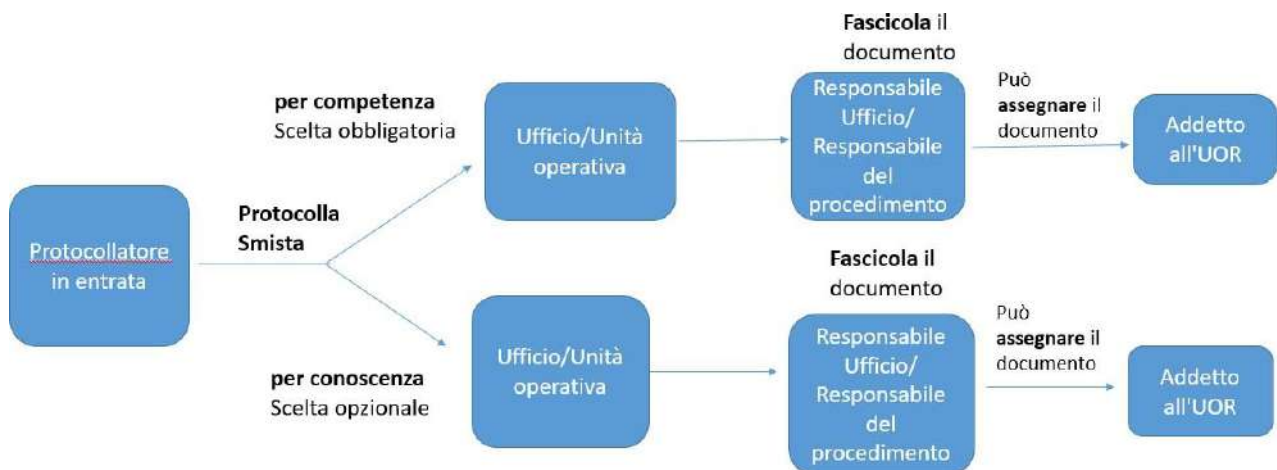 Protocollatore
in entrata
Protocolla
Smista
per competenza
Scelta obbligatoria
Ufficio/Unità
operativa
Fascicola il
documento
Responsabile
Ufficio/
Responsabile
del
procedimento
Può
assegnare il
documento
Addetto
all'UOR
per conoscenza
Scelta opzionale
Ufficio/Unità
operativa
Fascicola il
documento
Responsabile
Ufficio/
Responsabile
del
procedimento
Può
assegnare il
documento
Addetto
all'UOR